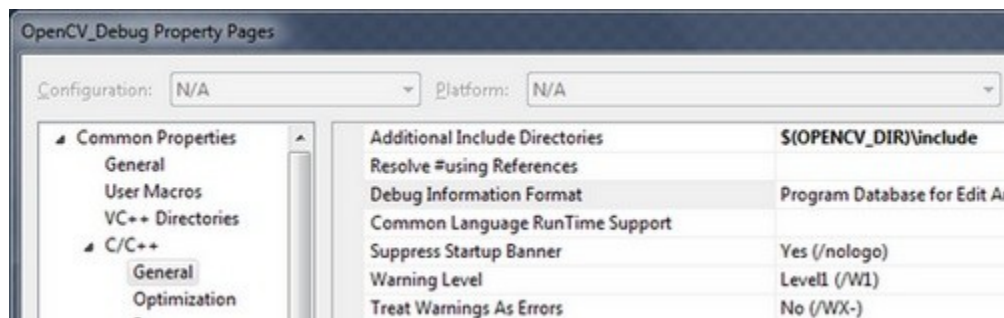 OpenCV_Debug Property Pages
Configuration: N/A Platform: N/A
Common Properties
General
User Macros
VC++ Directories
C/C++
General
Optimization
Additional Include Directories $(OPENCV_DIR)\include
Resolve #using References
Debug Information Format Program Database for Edit
Common Language RunTime Support
Suppress Startup Banner Yes (/nologo)
Warning Level Level1 (/W1)
Treat Warnings As Errors No (/WX-)